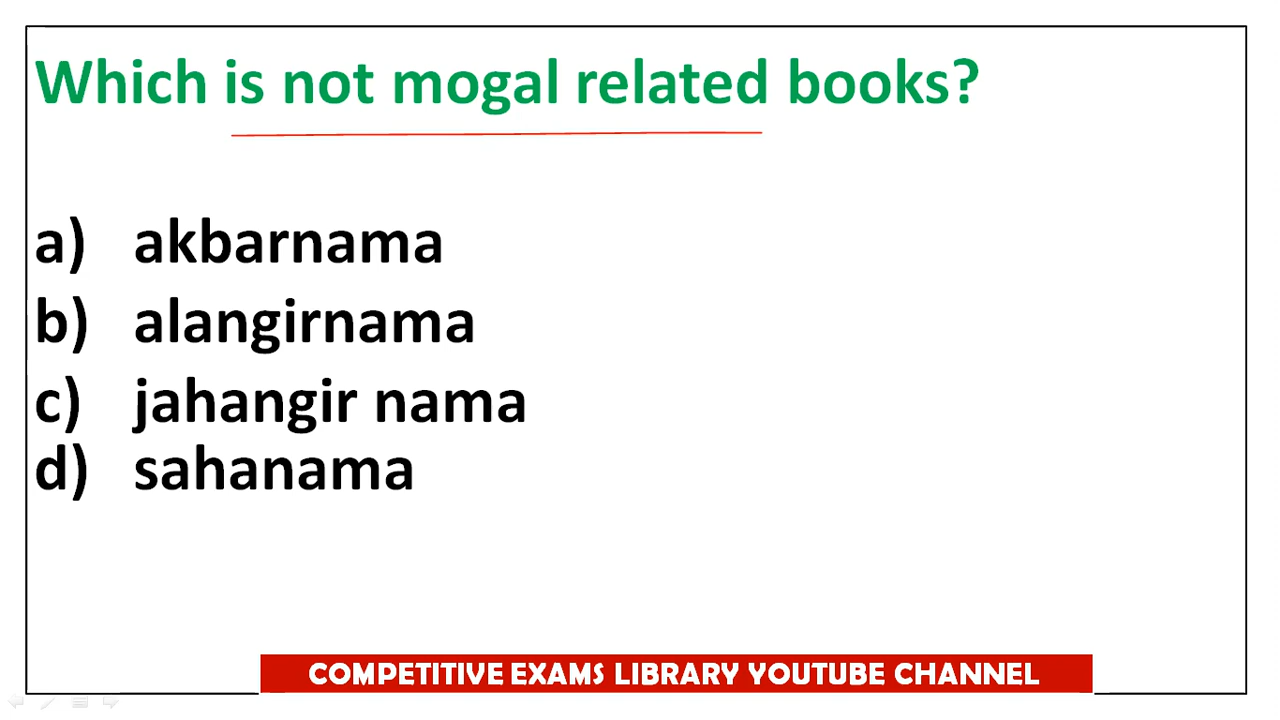 Which is not mogal related books?
a) akbarnama
b) alangirnama
c) jahangir nama
d) sahanama
COMPETITIVE EXAMS LIBRARY YOUTUBE CHANNEL